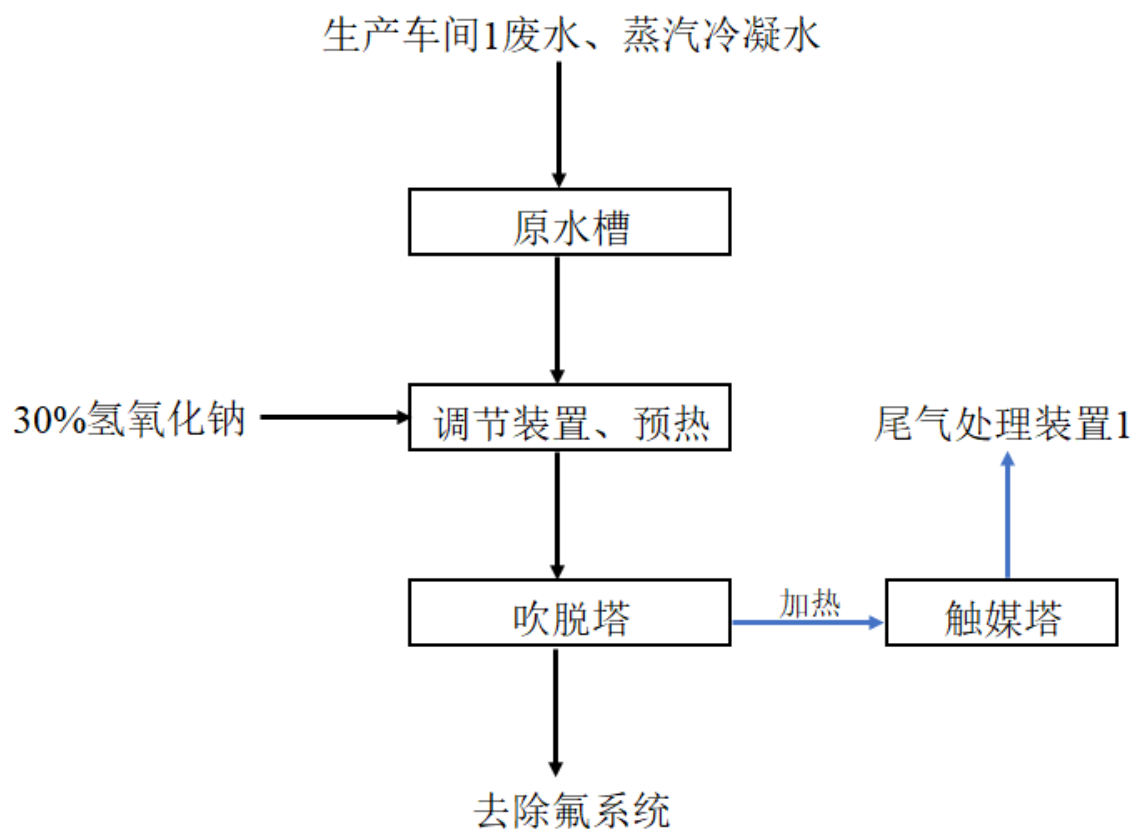 生产车间1废水、蒸汽冷凝水
原水槽
30%氢氧化钠
调节装置、预热
尾气处理装置1
吹脱塔
加热
触媒塔
去除氟系统